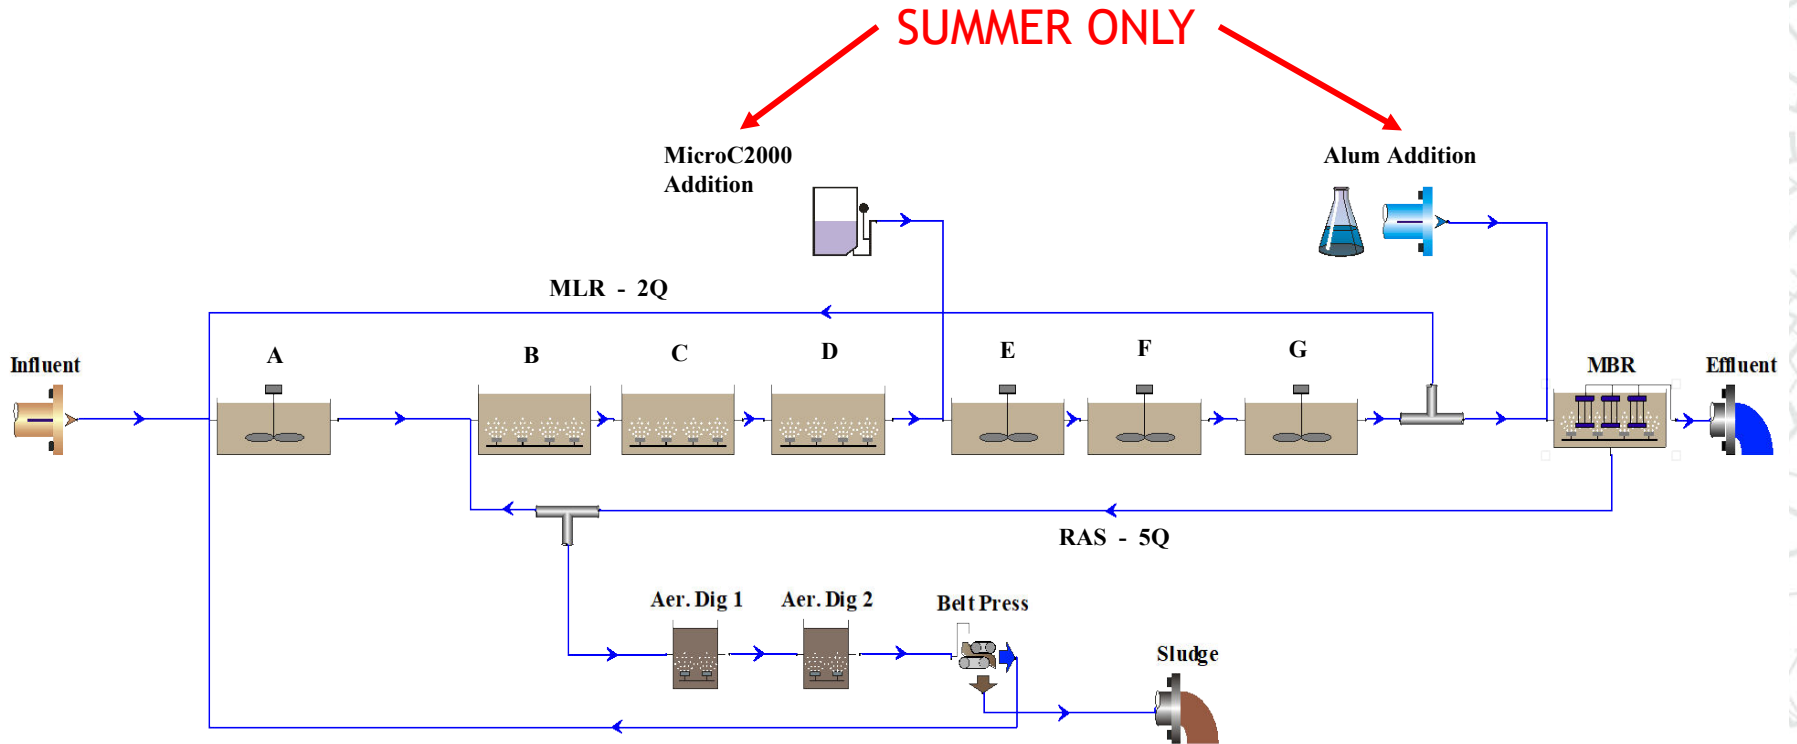 SUMMER ONLY
MicroC2000
Addition
Alum Addition
MLR - 2Q
Influent
A
B
C
D
E
F
G
MBR
Effluent
RAS - 5Q
Aer. Dig 1
Aer. Dig 2
Belt Press
Sludge